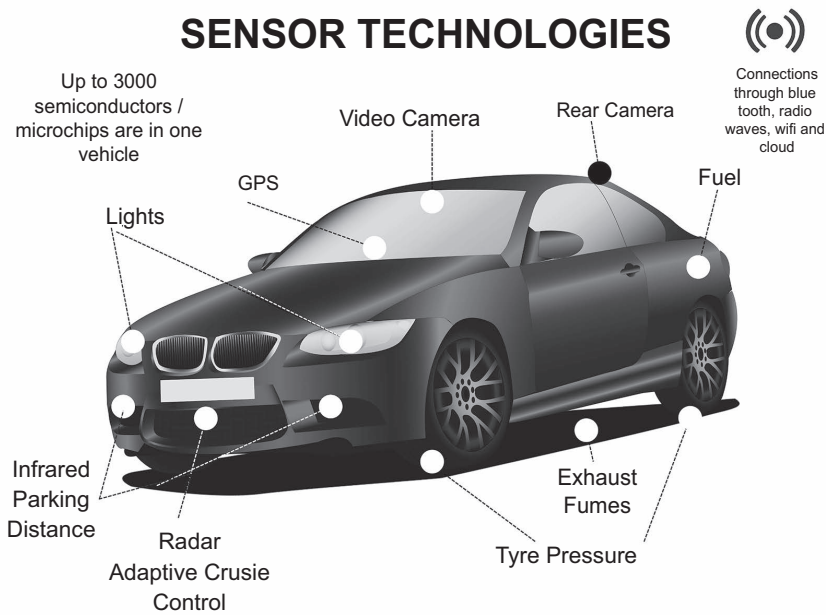 SENSOR TECHNOLOGIES
Up to 3000
semiconductors /
microchips are in one
vehicle
Connections
through blue
tooth, radio
waves, wifi and
cloud
Video Camera
Rear Camera
GPS
Fuel
Lights
Infrared
Parking
Distance
Radar
Adaptive Crusie
Control
Exhaust
Fumes
Tyre Pressure